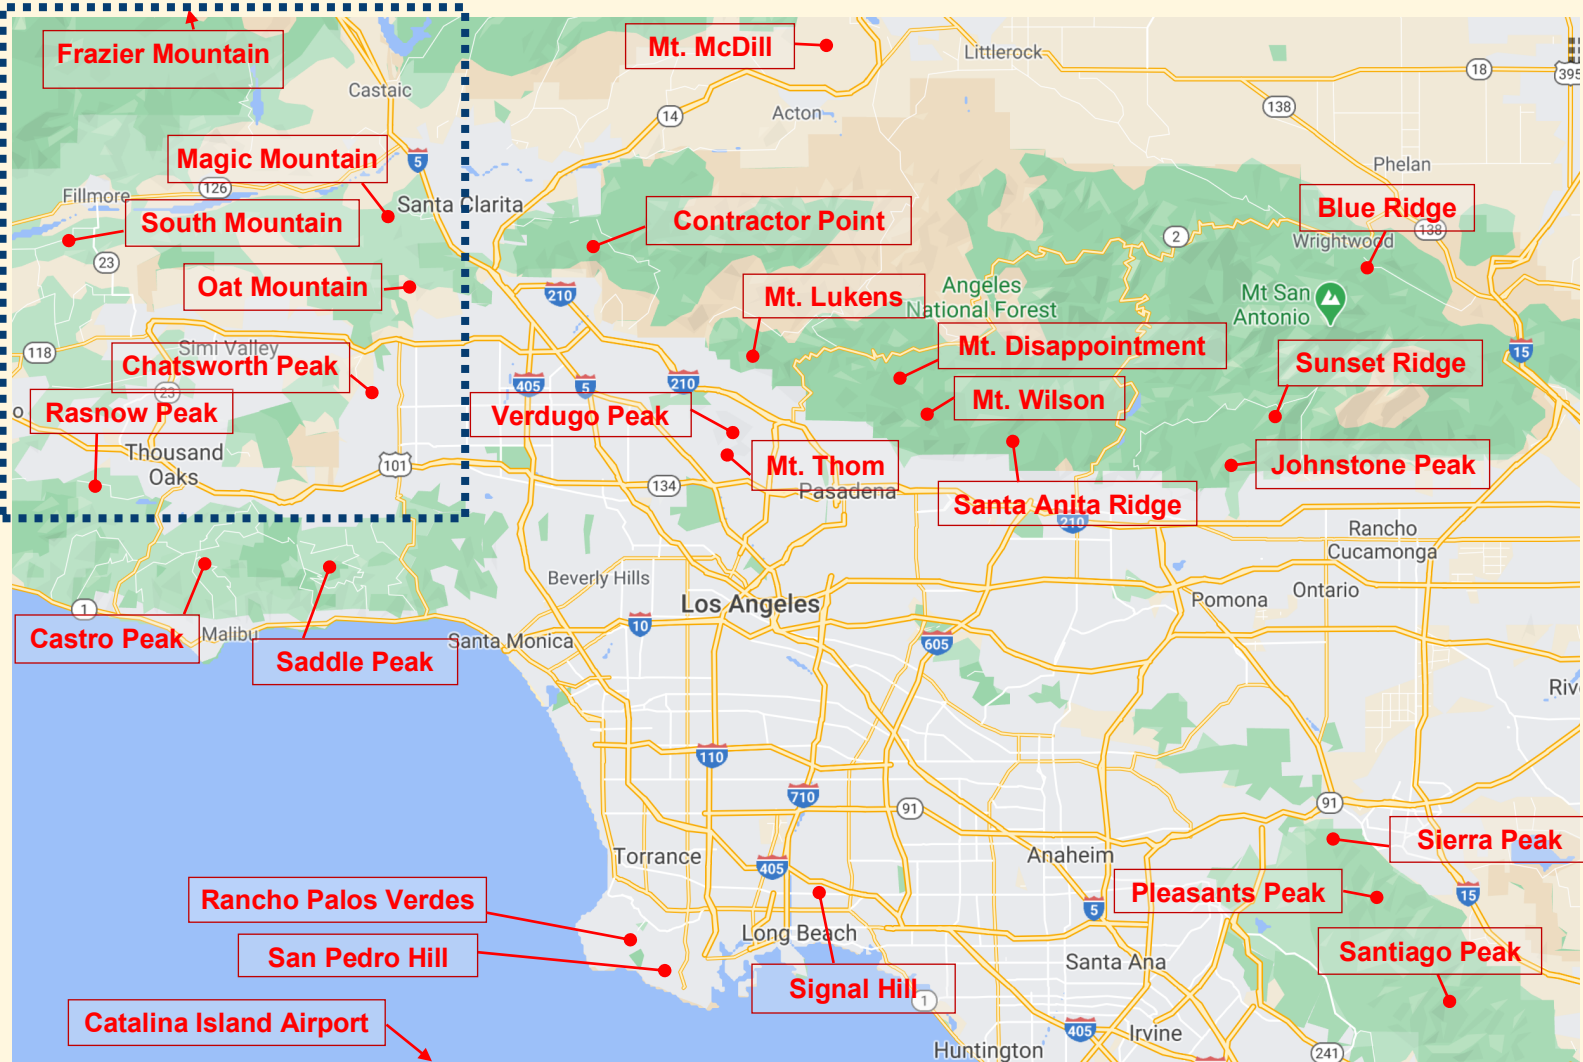 Frazier Mountain
Mt. McDill
Littlerock
18
395
Castaic
138
14
Acton
5
Magic Mountain
Phelan
126
Fillmore
Santa Clarita
Blue Ridge
South Mountain
Contractor Point
138
2
Wrightwood
23
Oat Mountain
210
Mt. Lukens
Angeles
National Forest
Mt San
Antonio
118
Simi Valley
Mt. Disappointment
15
Chatsworth Peak
405
5
210
Sunset Ridge
23
Mt. Wilson
o
Rasnow Peak
Verdugo Peak
Thousand
Oaks
101
Mt. Thom
Johnstone Peak
134
Pasadena
Santa Anita Ridge
210
Rancho
Cucamonga
Beverly Hills
Ontario
1
Los Angeles
Pomona
10
Castro Peak
Malibu
Santa Monica
605
Saddle Peak
Riv
110
710
91
91
Torrance
Anaheim
Sierra Peak
405
Rancho Palos Verdes
Pleasants Peak
15
5
Long Beach
San Pedro Hill
Santa Ana
Santiago Peak
Signal Hill
1
Catalina Island Airport
405
Irvine
Huntington
241